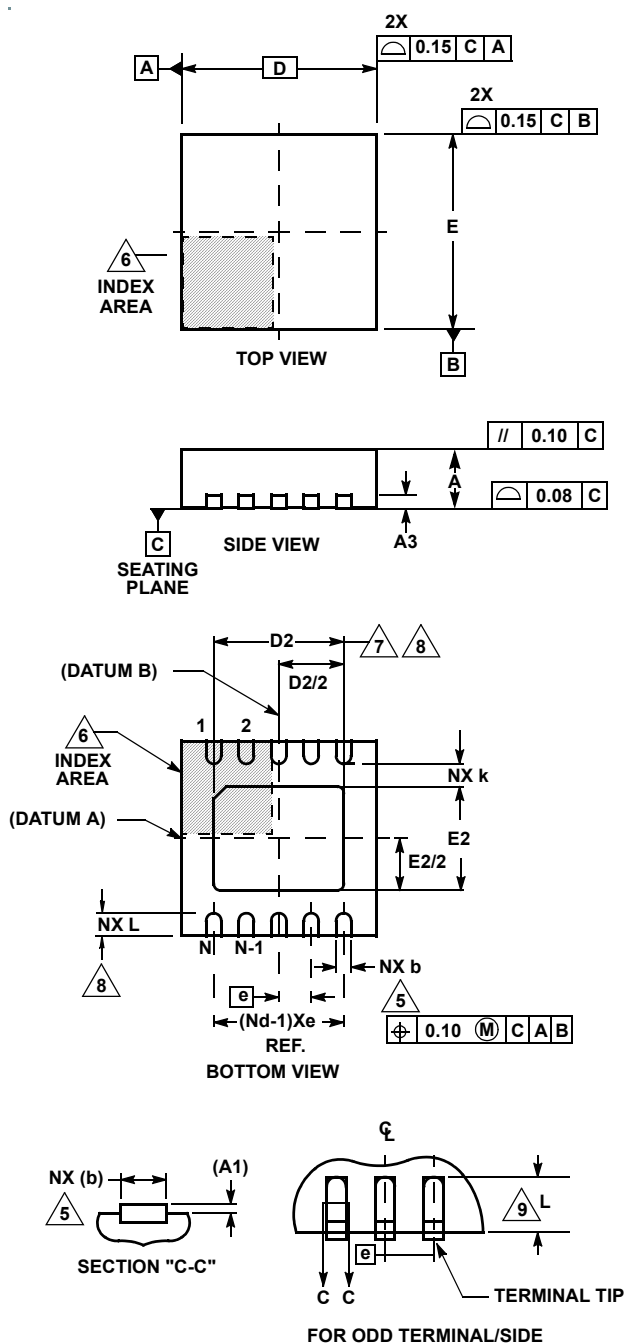 2X
0.15 C A
A
D
2X
0.15 C B
E
6
INDEX
AREA
TOP VIEW
B
// 0.10 C
A
0.08 C
A3
C
SIDE VIEW
SEATING
PLANE
D2
7 8
(DATUM B)
D2/2
6
1 2
INDEX
AREA
NX k
(DATUM A)
E2
E2/2
NX L
N N-1
NX b
8
e
5
(Nd-1)Xe
REF.
0.10 M C A B
BOTTOM VIEW
NX (b)
(A1)
5
SECTION "C-C"
CL
9 L
e
C C
TERMINAL TIP
FOR ODD TERMINAL/SIDE